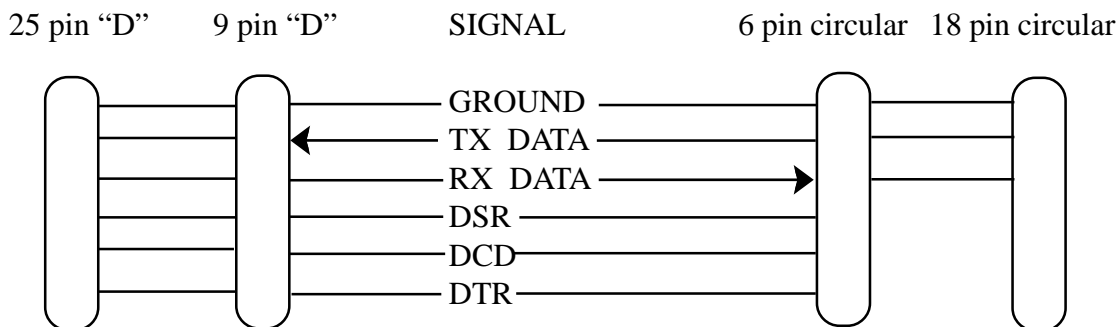 25 pin “D” 9 pin “D” SIGNAL 6 pin circular 18 pin circular
GROUND
TX DATA
RX DATA
DSR
DCD
DTR